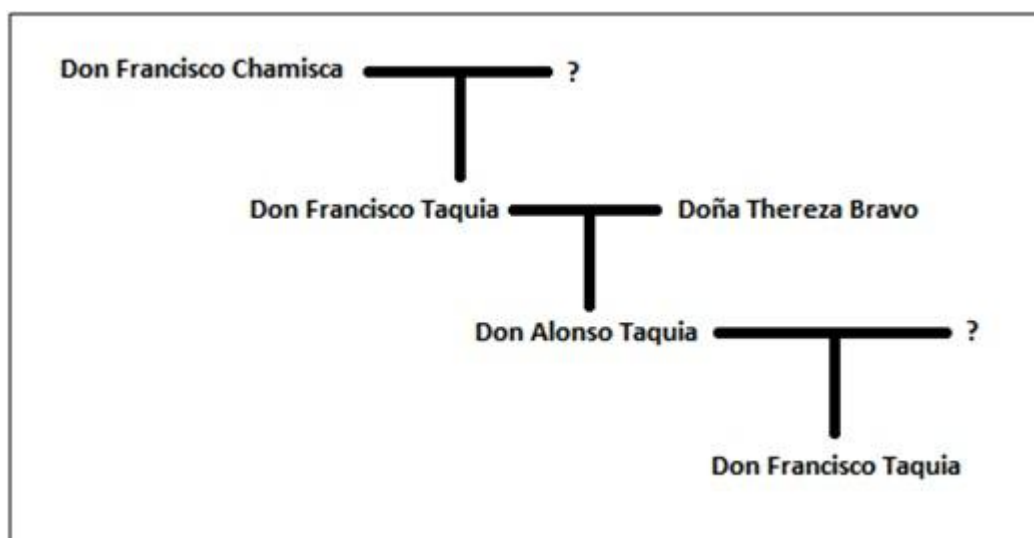 Don Francisco Chamisca ?
Don Francisco Taquia Doña Thereza Bravo
Don Alonso Taquia ?
Don Francisco Taquia